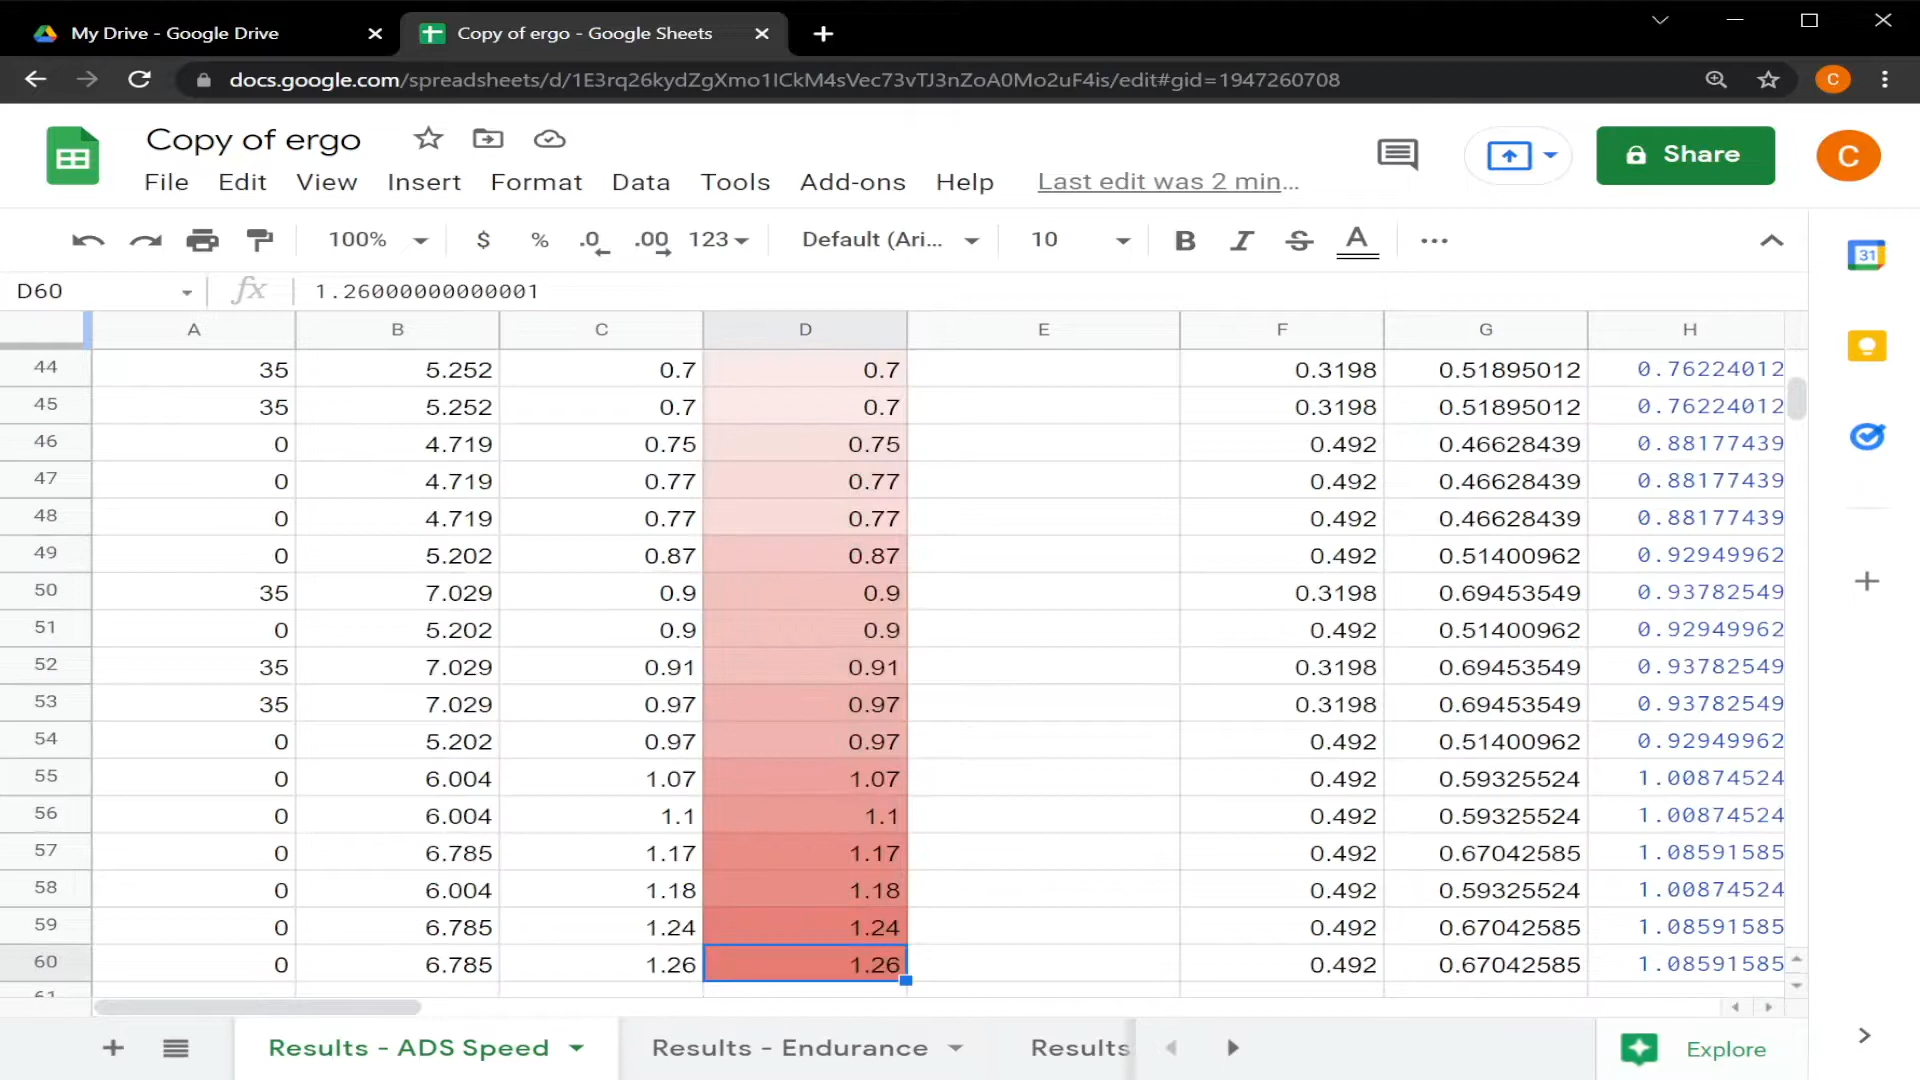 My Drive - Google Drive
Copy of ergo - Google Sheets
docs.google.com/spreadsheets/d/1E3rq26kydZgXmo1ICkM4sVec73vTJ3nZoA0Mo2uF4is/edit#gid=1947260708
C
Copy of ergo
Share
C
File Edit View Insert Format Data Tools Add-ons Help Last edit was 2 min...
100% $ % .0 .00 123 Default (Ari... 10 B I S A
31
D60 fx 1.26000000000001
A B C D E F G H
44 35 5.252 0.7 0.7 0.3198 0.51895012 0.76224012
45 35 5.252 0.7 0.7 0.3198 0.51895012 0.76224012
46 0 4.719 0.75 0.75 0.492 0.46628439 0.88177439
47 0 4.719 0.77 0.77 0.492 0.46628439 0.88177439
48 0 4.719 0.77 0.77 0.492 0.46628439 0.88177439
49 0 5.202 0.87 0.87 0.492 0.51400962 0.92949962
50 35 7.029 0.9 0.9 0.3198 0.69453549 0.93782549
51 0 5.202 0.9 0.9 0.492 0.51400962 0.92949962
52 35 7.029 0.91 0.91 0.3198 0.69453549 0.93782549
53 35 7.029 0.97 0.97 0.3198 0.69453549 0.93782549
54 0 5.202 0.97 0.97 0.492 0.51400962 0.92949962
55 0 6.004 1.07 1.07 0.492 0.59325524 1.00874524
56 0 6.004 1.1 1.1 0.492 0.59325524 1.00874524
57 0 6.785 1.17 1.17 0.492 0.67042585 1.08591585
58 0 6.004 1.18 1.18 0.492 0.59325524 1.00874524
59 0 6.785 1.24 1.24 0.492 0.67042585 1.08591585
60 0 6.785 1.26 1.26 0.492 0.67042585 1.08591585
61
Results - ADS Speed Results - Endurance Results Explore